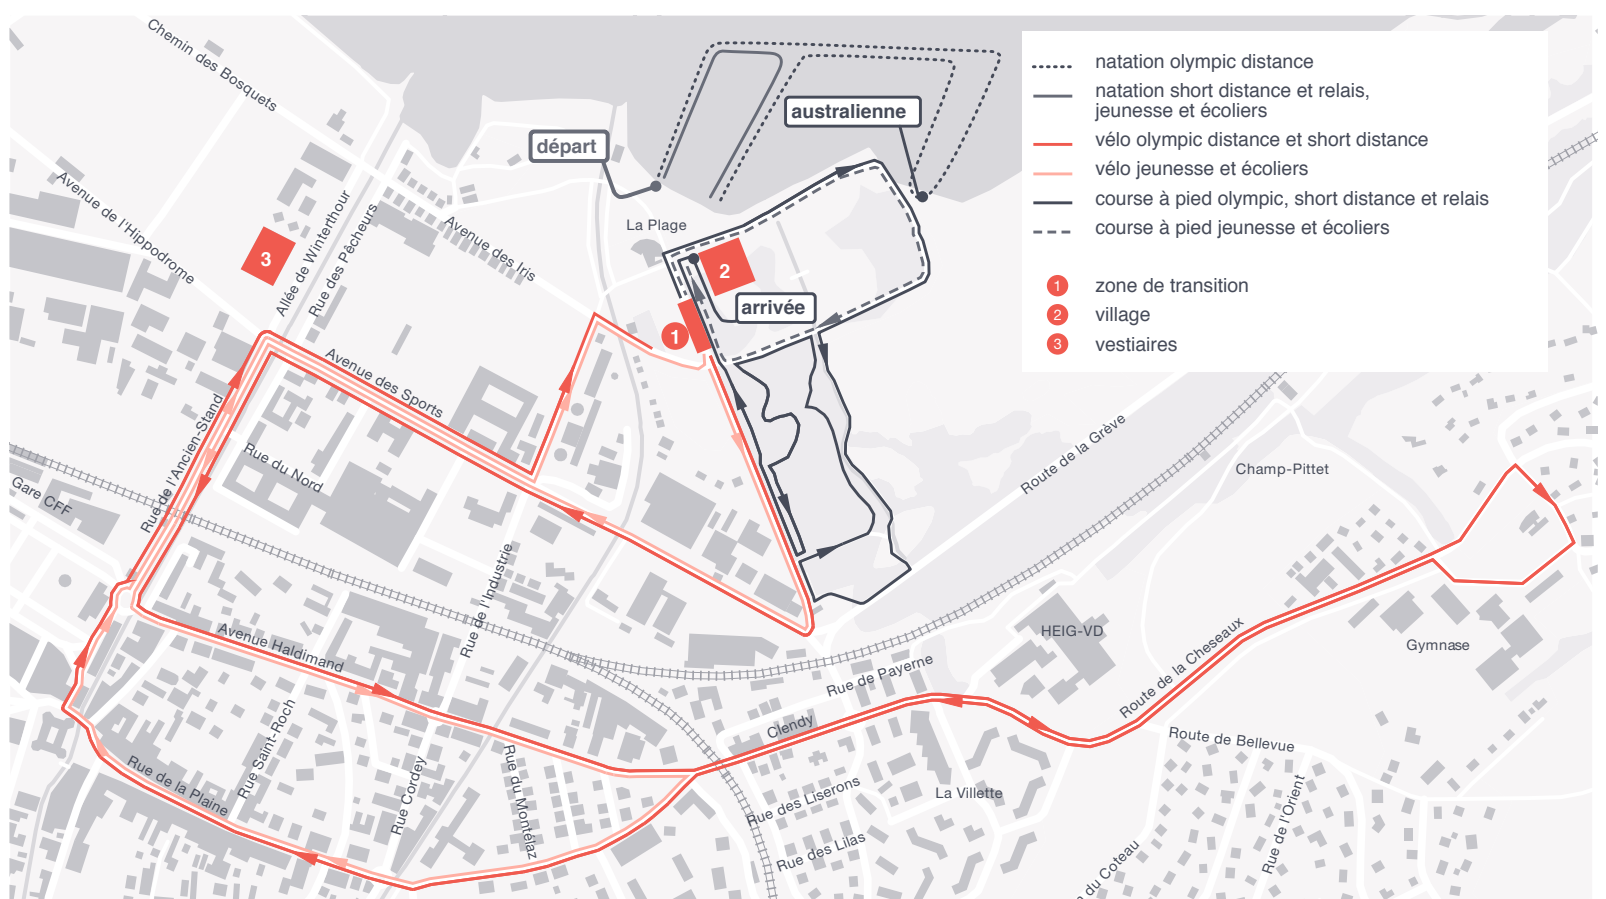 natation olympic distance
natation short distance et relais,
jeunesse et écoliers
vélo olympic distance et short distance
vélo jeunesse et écoliers
course à pied olympic, short distance et relais
course à pied jeunesse et écoliers
1 zone de transition
2 village
3 vestiaires
Chemin des Bosquets
australienne
départ
Avenue de l'Hippodrome
Allée de Winterthour
Rue des Pêcheurs
Avenue des Iris
La Plage
3
2
arrivée
1
Avenue des Sports
Rue de l'Ancien-Stand
Rue du Nord
Gare CFF
Route de la Grève
Champ-Pittet
Rue de l'Industrie
Avenue Haldimand
HEIG-VD
Gymnase
Rue de Payerne
Route de la Cheseaux
Clendy
Route de Bellevue
Rue Saint-Roch
Rue de la Plaine
Rue Cordey
Rue du Montélaz
Rue des Liserons
La Villette
Rue des Lilas
Rue de l'Orient
du Coteau